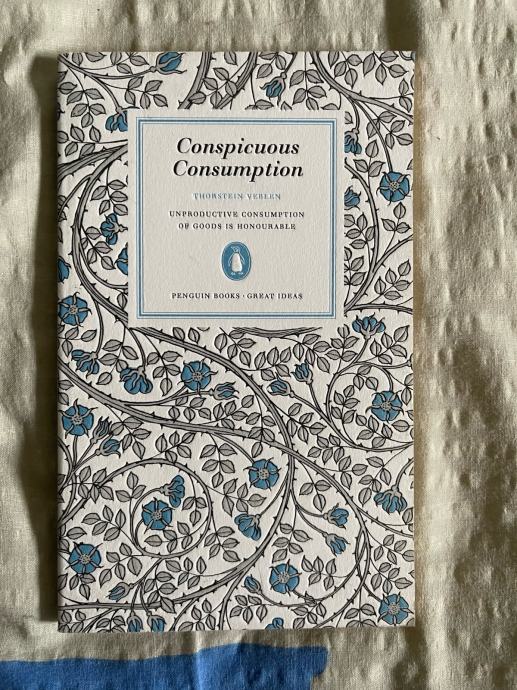 Conspicuous
Consumption
THORSTEIN VEBLEN
UNPRODUCTIVE CONSUMPTION
OF GOODS IS HONOURABLE
PENGUIN BOOKS · GREAT IDEAS